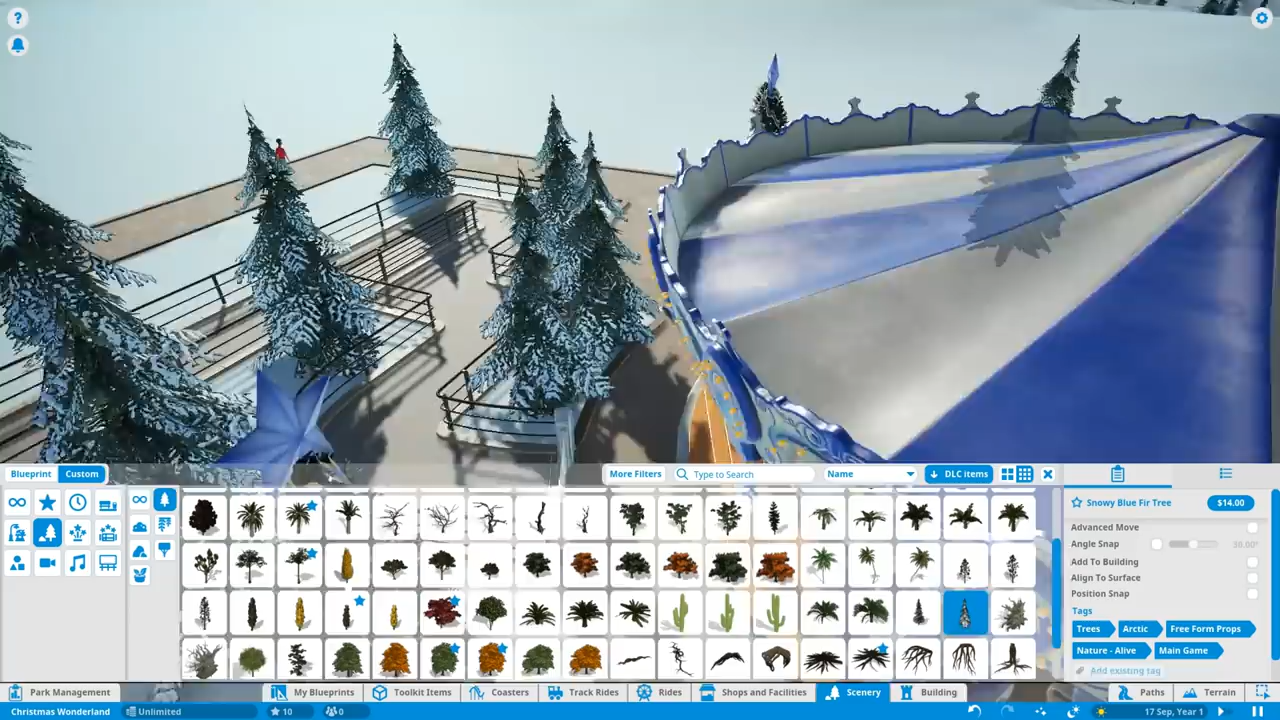 ?
Blueprint Custom More Filters Type to Search Name DLC items
Snowy Blue Fir Tree $14.00
Advanced Move
Angle Snap 30.00°
Add To Building
Align To Surface
Position Snap
Tags
Trees Arctic Free Form Props
Nature - Alive Main Game
Add existing tag
Park Management My Blueprints Toolkit Items Coasters Track Rides Rides Shops and Facilities Scenery Building Paths Terrain
Christmas Wonderland Unlimited 10 0 17 Sep, Year 1